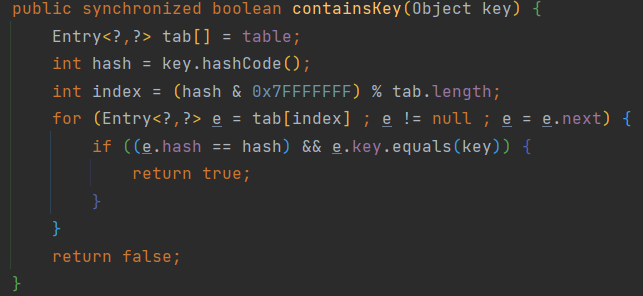 public synchronized boolean containsKey(Object key) {
    Entry<?,?> tab[] = table;
    int hash = key.hashCode();
    int index = (hash & 0x7FFFFFFF) % tab.length;
    for (Entry<?,?> e = tab[index] ; e != null ; e = e.next) {
        if ((e.hash == hash) && e.key.equals(key)) {
            return true;
        }
    }
    return false;
}